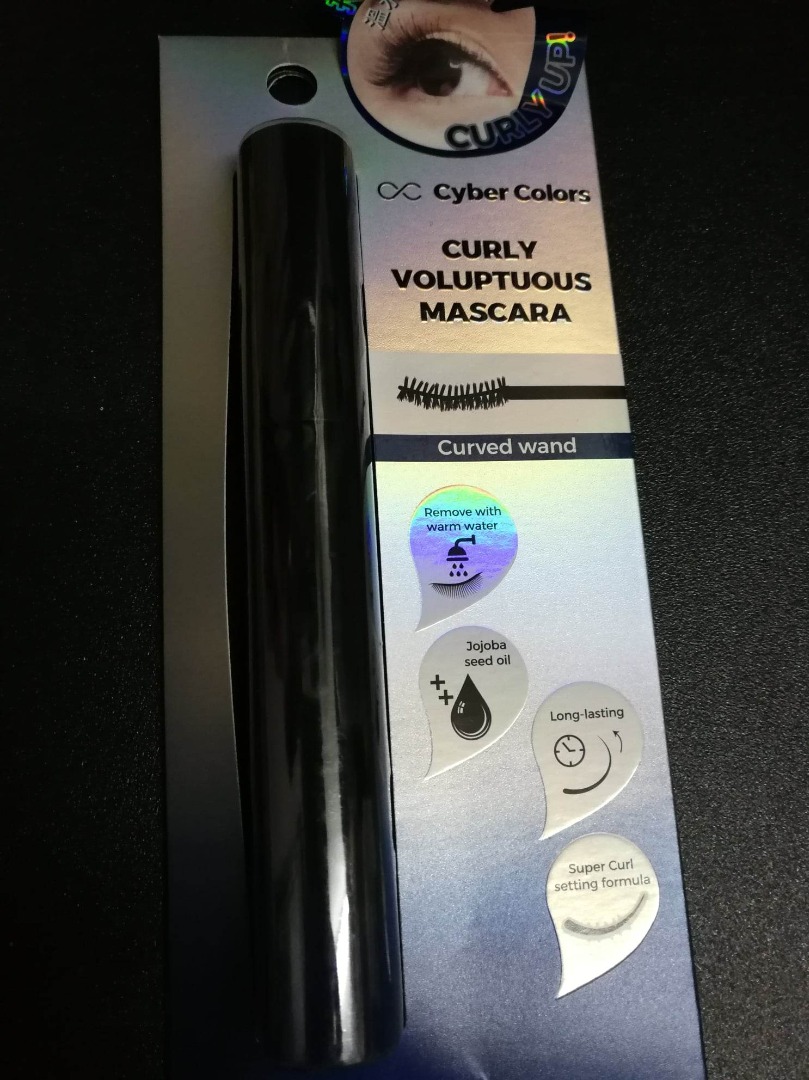 CURLY UP!
Cyber Colors
CURLY
VOLUPTUOUS
MASCARA
Curved wand
Remove with
warm water
Jojoba
seed oil
Long-lasting
Super Curl
setting formula